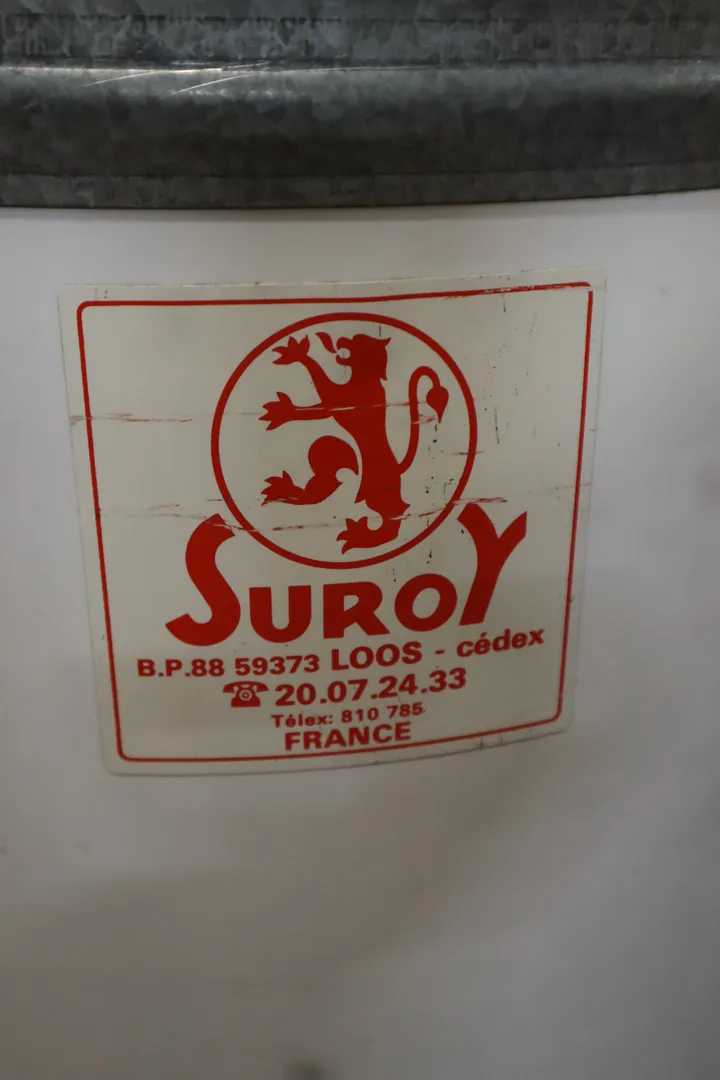 SUROY
B.P.88 59373 LOOS - cédex
☎ 20.07.24.33
Télex: 810 785
FRANCE